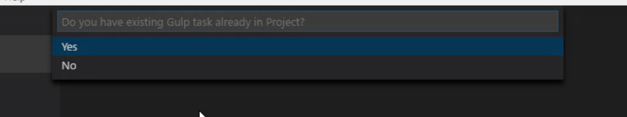 Do you have existing Gulp task already in Project?
Yes
No